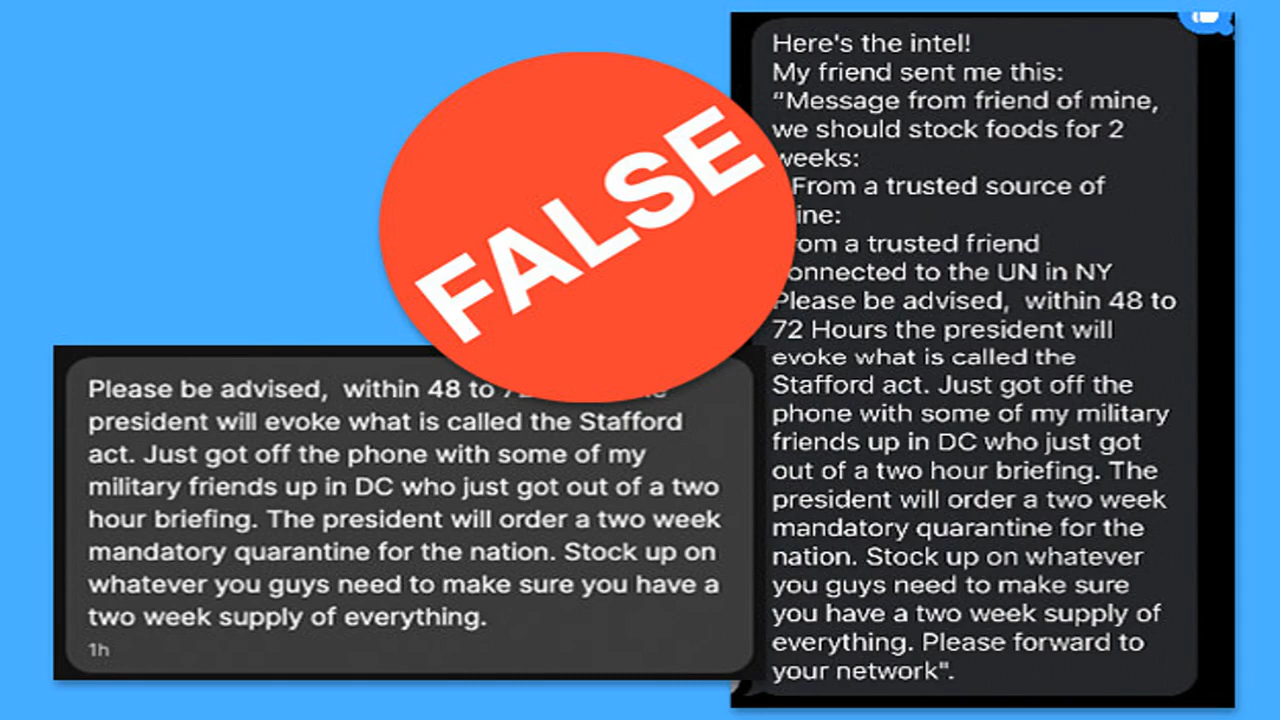 FALSE
Please be advised, within 48 to
president will evoke what is called the Stafford
act. Just got off the phone with some of my
military friends up in DC who just got out of a two
hour briefing. The president will order a two week
mandatory quarantine for the nation. Stock up on
whatever you guys need to make sure you have a
two week supply of everything.
1h
Here's the intel!
My friend sent me this:
“Message from friend of mine,
we should stock foods for 2
weeks:
From a trusted source of
ine:
rom a trusted friend
onnected to the UN in NY
Please be advised, within 48 to
72 Hours the president will
evoke what is called the
Stafford act. Just got off the
phone with some of my military
friends up in DC who just got
out of a two hour briefing. The
president will order a two week
mandatory quarantine for the
nation. Stock up on whatever
you guys need to make sure
you have a two week supply of
everything. Please forward to
your network".